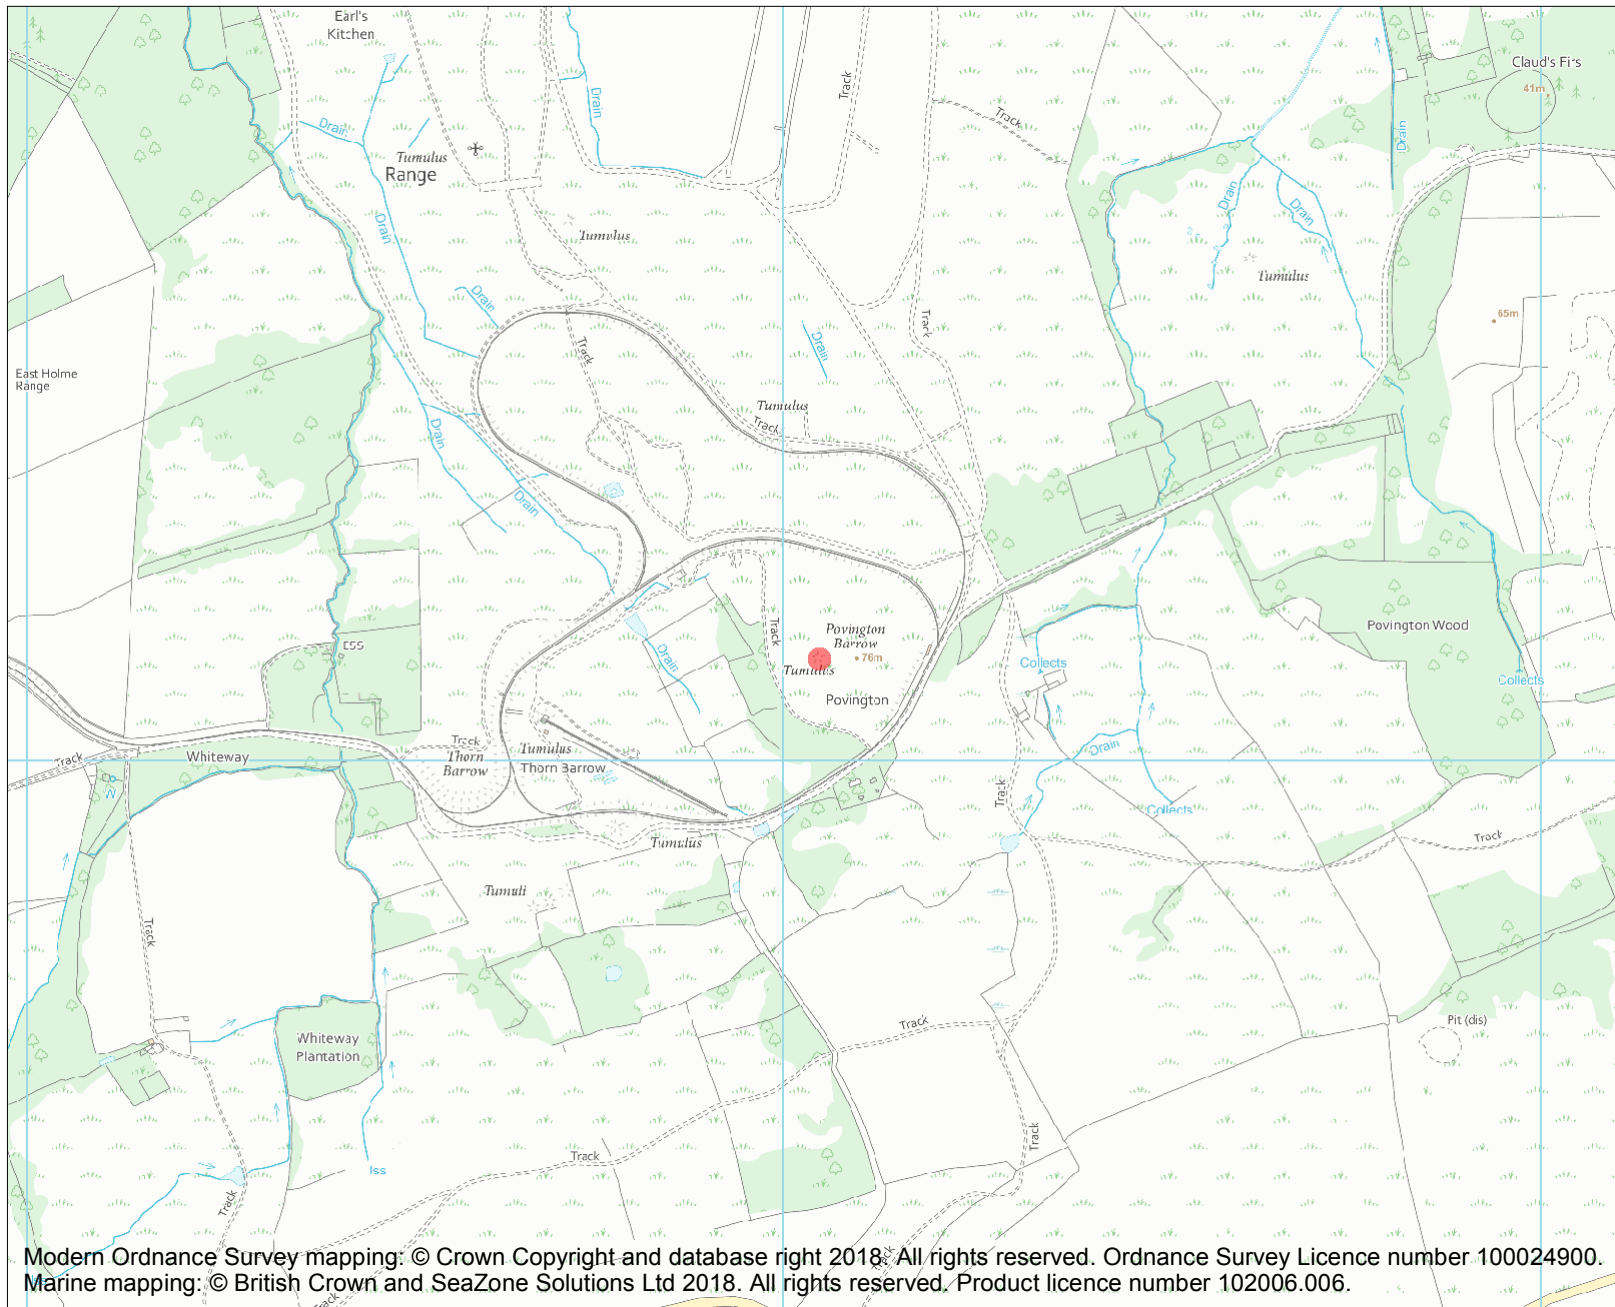 Earl's
Kitchen
Track
Claud's Firs
41m
Drain
Track
Drain
Drain
Tumulus
Range
Drain
Drain
Drain
Tumulus
Tumulus
Drain
65m
Track
Drain
Track
East Holme
Range
Tumulus
Track
Drain
Drain
Povington
Barrow
76m
Tumulus
Povington
Track
Povington Wood
Collects
Collects
Drain
Track
Whiteway
Track
Thorn
Barrow
Tumulus
Thorn Barrow
Drain
Track
Collects
Tumulus
Track
Tumuli
Track
Track
Pit (dis)
Whiteway
Plantation
Track
Track
Iss
Track
Track
Track
Modern Ordnance Survey mapping: © Crown Copyright and database right 2018. All rights reserved. Ordnance Survey Licence number 100024900.
Marine mapping: © British Crown and SeaZone Solutions Ltd 2018. All rights reserved. Product licence number 102006.006.